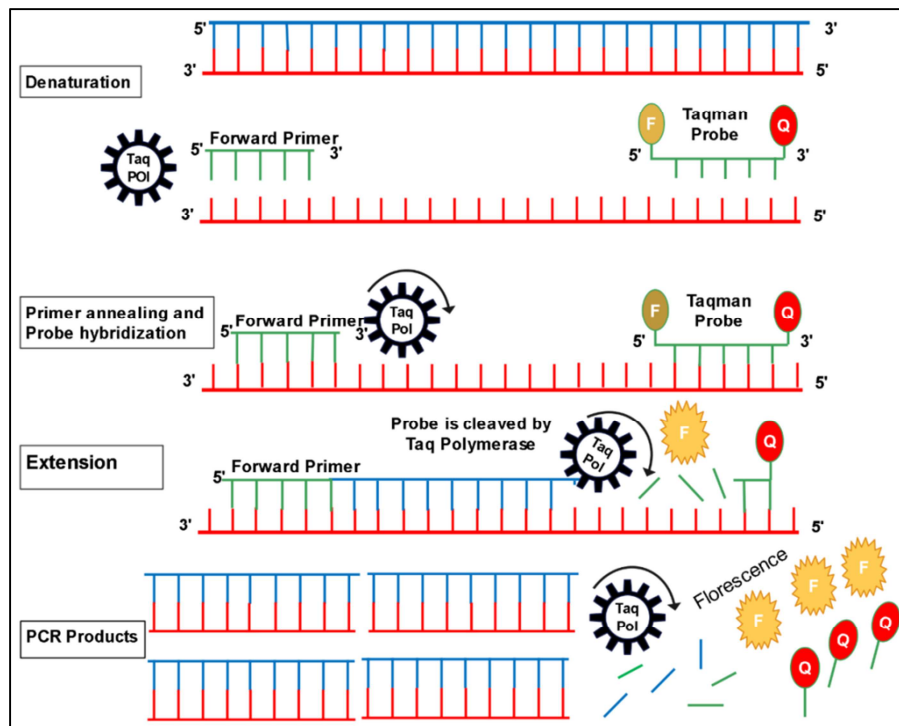 5' 3'
3' 5'
Denaturation
Forward Primer
5' 3'
Taq
POl
Taqman
Probe
F Q
5' 3'
3' 5'
Primer annealing and
Probe hybridization
Forward Primer
5' 3'
Taq
Pol
Taqman
Probe
F Q
5' 3'
3' 5'
Extension
Probe is cleaved by
Taq Polymerase
Forward Primer
5'
Taq
Pol
F
Q
3' 5'
PCR Products
Taq
Pol
Florescence
F F F
Q Q Q